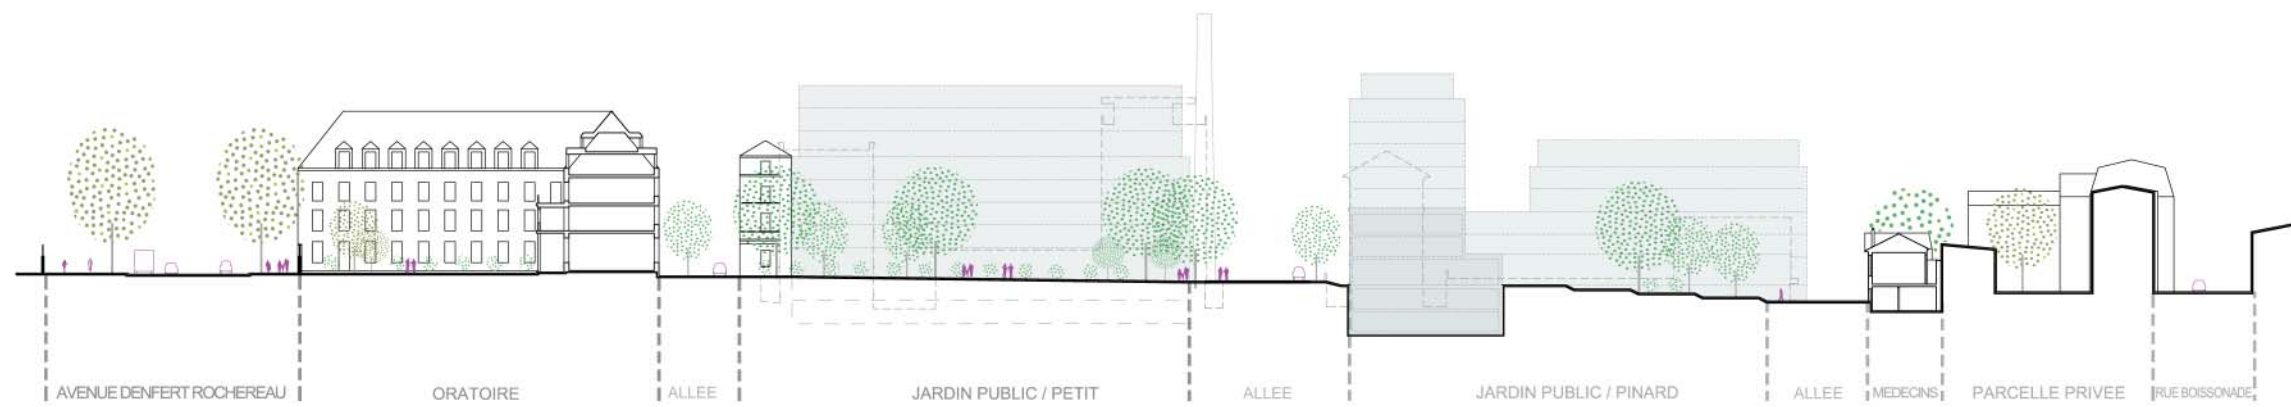 AVENUE DENFERT ROCHEREAU
ORATOIRE
ALLEE
JARDIN PUBLIC / PETIT
ALLEE
JARDIN PUBLIC / PINARD
ALLEE
MEDECINS
PARCELLE PRIVEE
RUE BOISSONADE